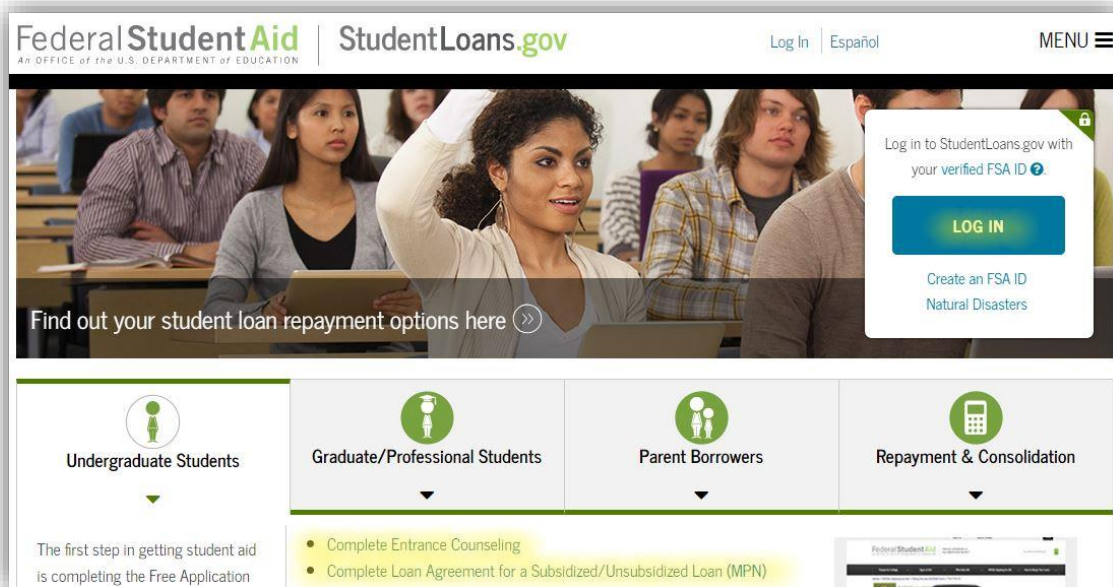 Federal Student Aid
An OFFICE of the U.S. DEPARTMENT of EDUCATION
StudentLoans.gov
Log In
Español
MENU
Log in to StudentLoans.gov with
your verified FSA ID ?.
LOG IN
Create an FSA ID
Natural Disasters
Find out your student loan repayment options here
Undergraduate Students
Graduate/Professional Students
Parent Borrowers
Repayment & Consolidation
The first step in getting student aid
is completing the Free Application
• Complete Entrance Counseling
• Complete Loan Agreement for a Subsidized/Unsubsidized Loan (MPN)
Federal Student Aid